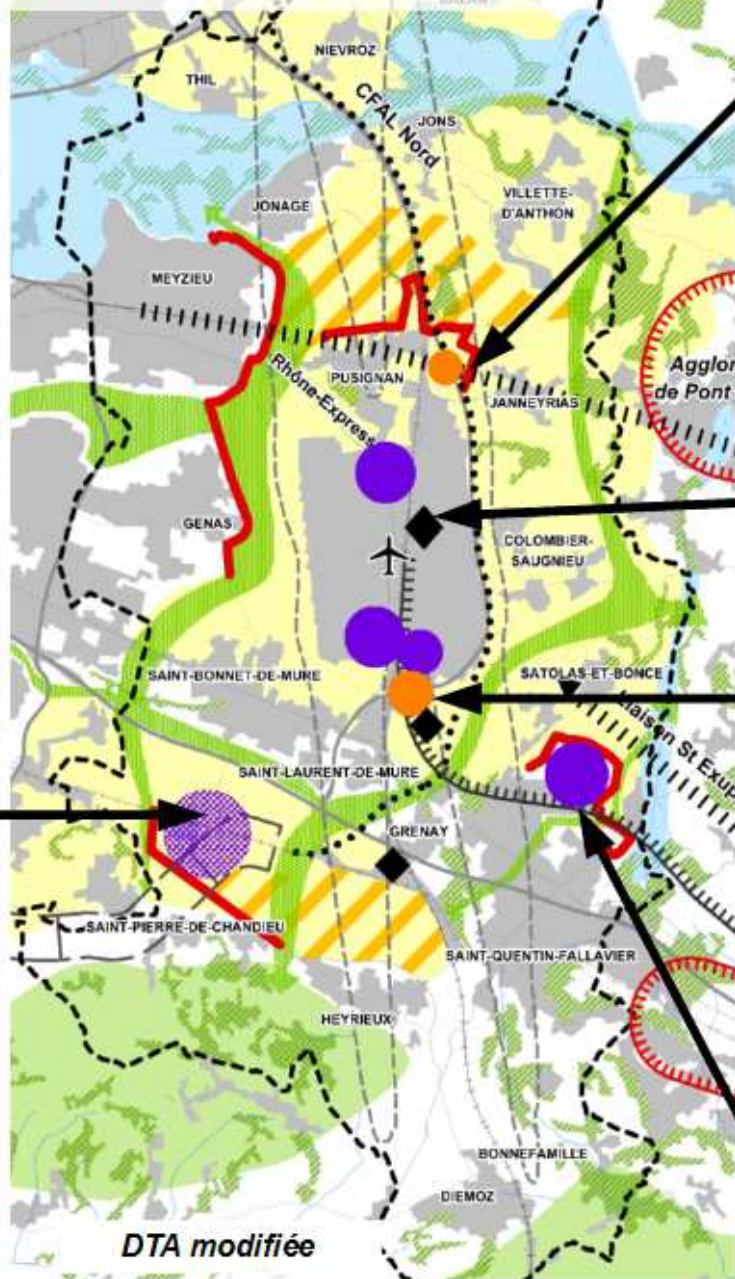 NIEVROZ
THIL
CFAL Nord
JONS
VILLETTE-
D'ANTHON
JONAGE
MEYZIEU
Rhône-Express
PUSIGNAN
JANNEYRIAS
Agglor
de Pont
GENAS
COLOMBIER-
SAUGNIEU
SAINT-BONNET-DE-MURE
SATOLAS-ET-BONCE
Liaison St Exup
SAINT-LAURENT-DE-MURE
GRENAY
SAINT-PIERRE-DE-CHANDIEU
SAINT-QUENTIN-FALLAVIER
HEYRIEUX
BONNEFAMILLE
DIEMOZ
DTA modifiée